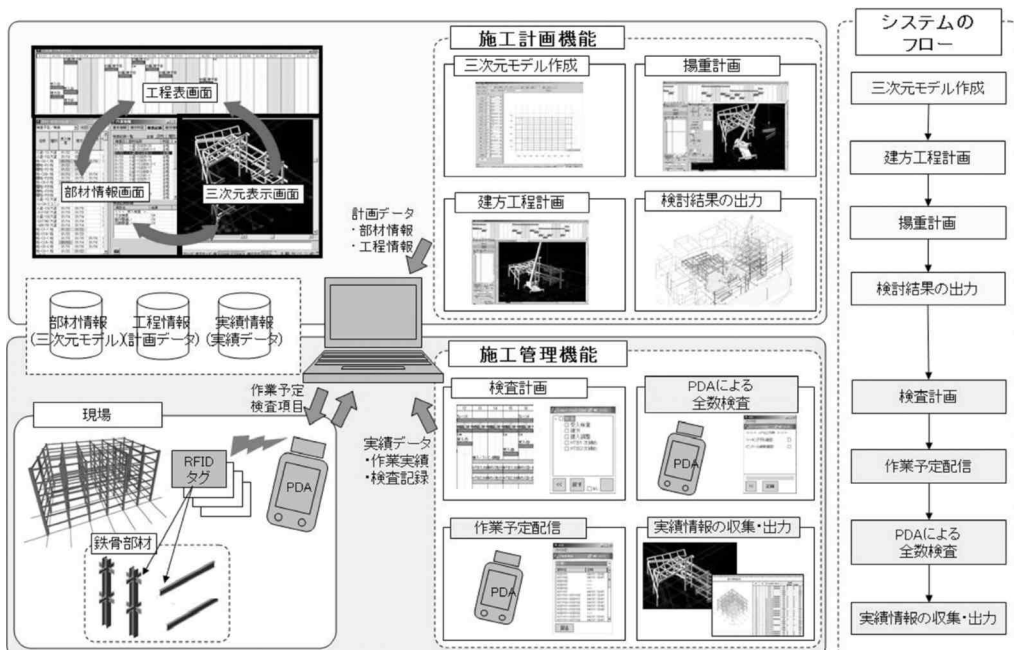 施工計画機能
三次元モデル作成
揚重計画
建方工程計画
検討結果の出力
工程表画面
部材情報画面
三次元表示画面
計画データ
・部材情報
・工程情報
部材情報
(三次元モデル)
工程情報
(計画データ)
実績情報
(実績データ)
施工管理機能
検査計画
PDAによる
全数検査
PDA
作業予定配信
PDA
実績情報の収集・出力
作業予定
検査項目
実績データ
・作業実績
・検査記録
現場
RFID
タグ
PDA
鉄骨部材
システムの
フロー
三次元モデル作成
建方工程計画
揚重計画
検討結果の出力
検査計画
作業予定配信
PDAによる
全数検査
実績情報の収集・出力